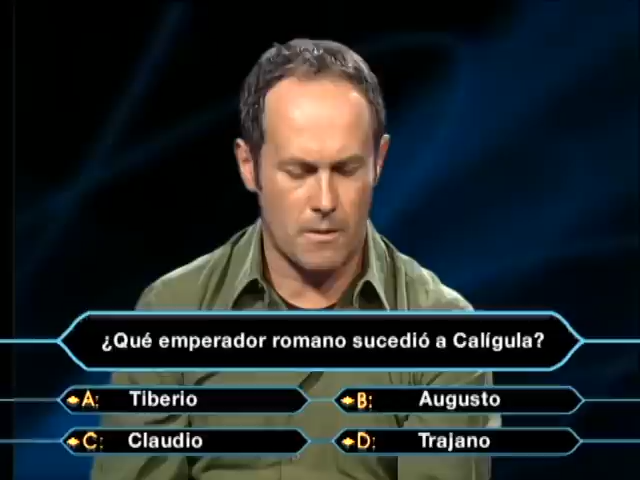 ¿Qué emperador romano sucedió a Calígula?
A: Tiberio
B: Augusto
C: Claudio
D: Trajano